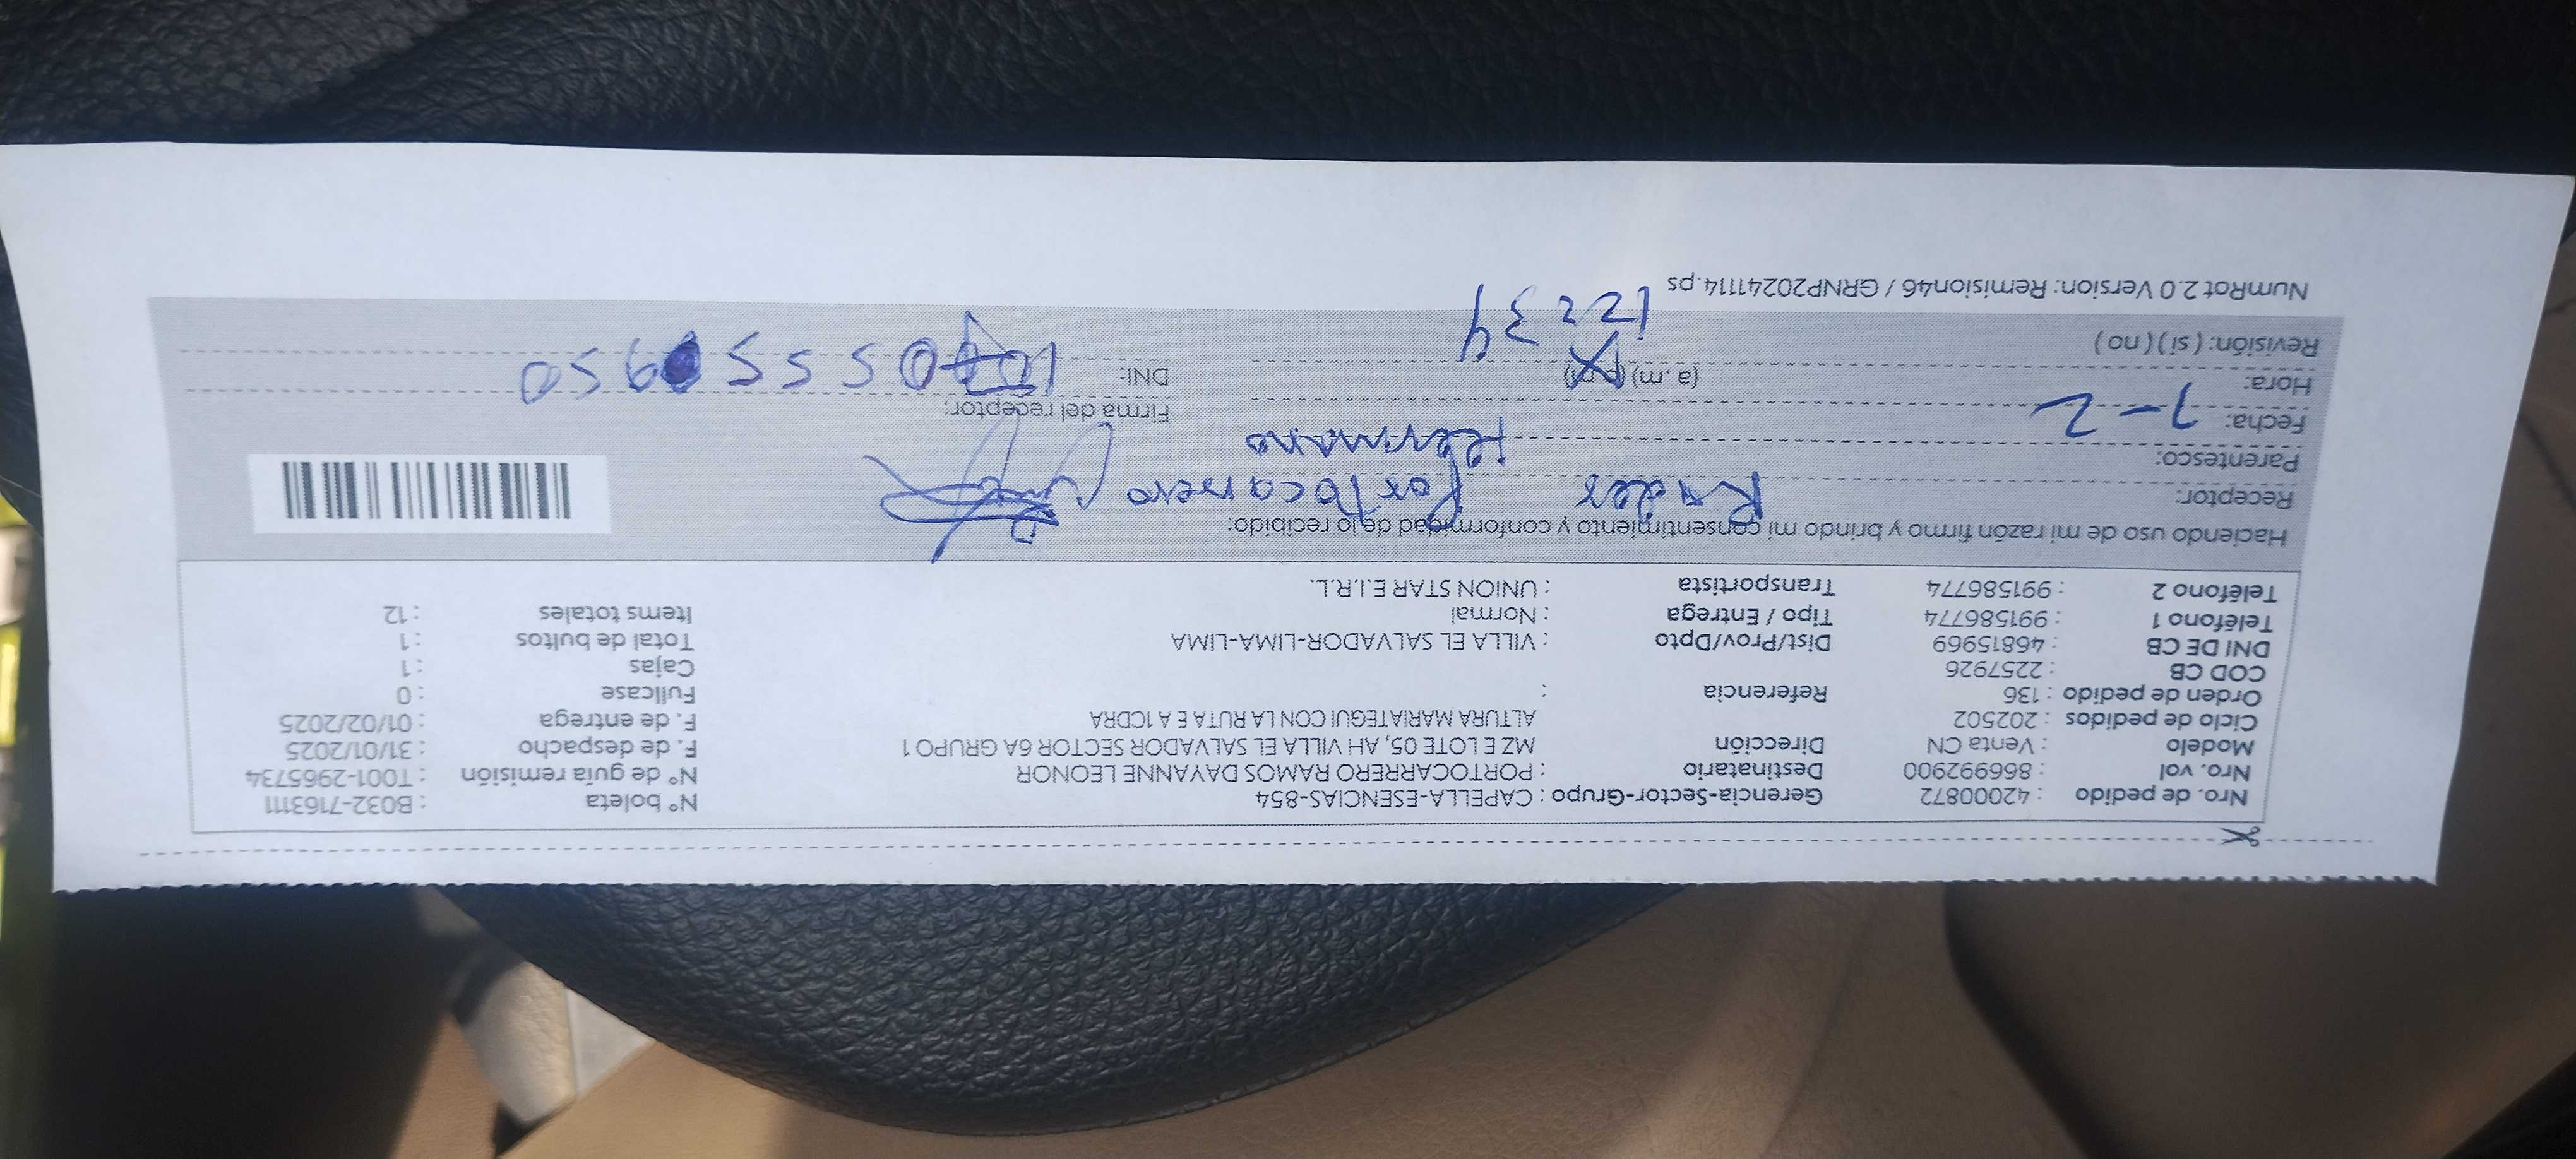 Nro. de pedido : 42000872 Gerencia-Sector-Grupo : CAPELLA-ESENCIAS-854 N° boleta : B032-7163111
Nro. vol : 866992900 Destinatario : PORTOCARRERO RAMOS DAYANNE LEONOR N° de guía remisión : T001-2965734
Modelo : Venta CN Dirección MZ E LOTE 05, AH VILLA EL SALVADOR SECTOR 6A GRUPO 1 F. de despacho : 31/01/2025
Ciclo de pedidos : 202502 ALTURA MARIATEGUI CON LA RUTA E A 1CDRA F. de entrega : 01/02/2025
Orden de pedido : 136 Referencia : Fullcase : 0
COD CB : 2257926 Cajas : 1
DNI DE CB : 46815969 Dist/Prov/Dpto : VILLA EL SALVADOR-LIMA-LIMA Total de bultos : 1
Teléfono 1 : 991586774 Tipo / Entrega : Normal Items totales : 12
Teléfono 2 : 991586774 Transportista : UNION STAR E.I.R.L.
Haciendo uso de mi razón firmo y brindo mi consentimiento y conformidad de lo recibido:
Receptor: Portocarrero
Parentesco: Hermano
Fecha: 1-2 Firma del receptor:
Hora: (a.m) (p.m) 12:34 DNI:
Revisión: ( si ) ( no )
NumRot 2.0 Version: Remision46 / GRNP20241114.ps